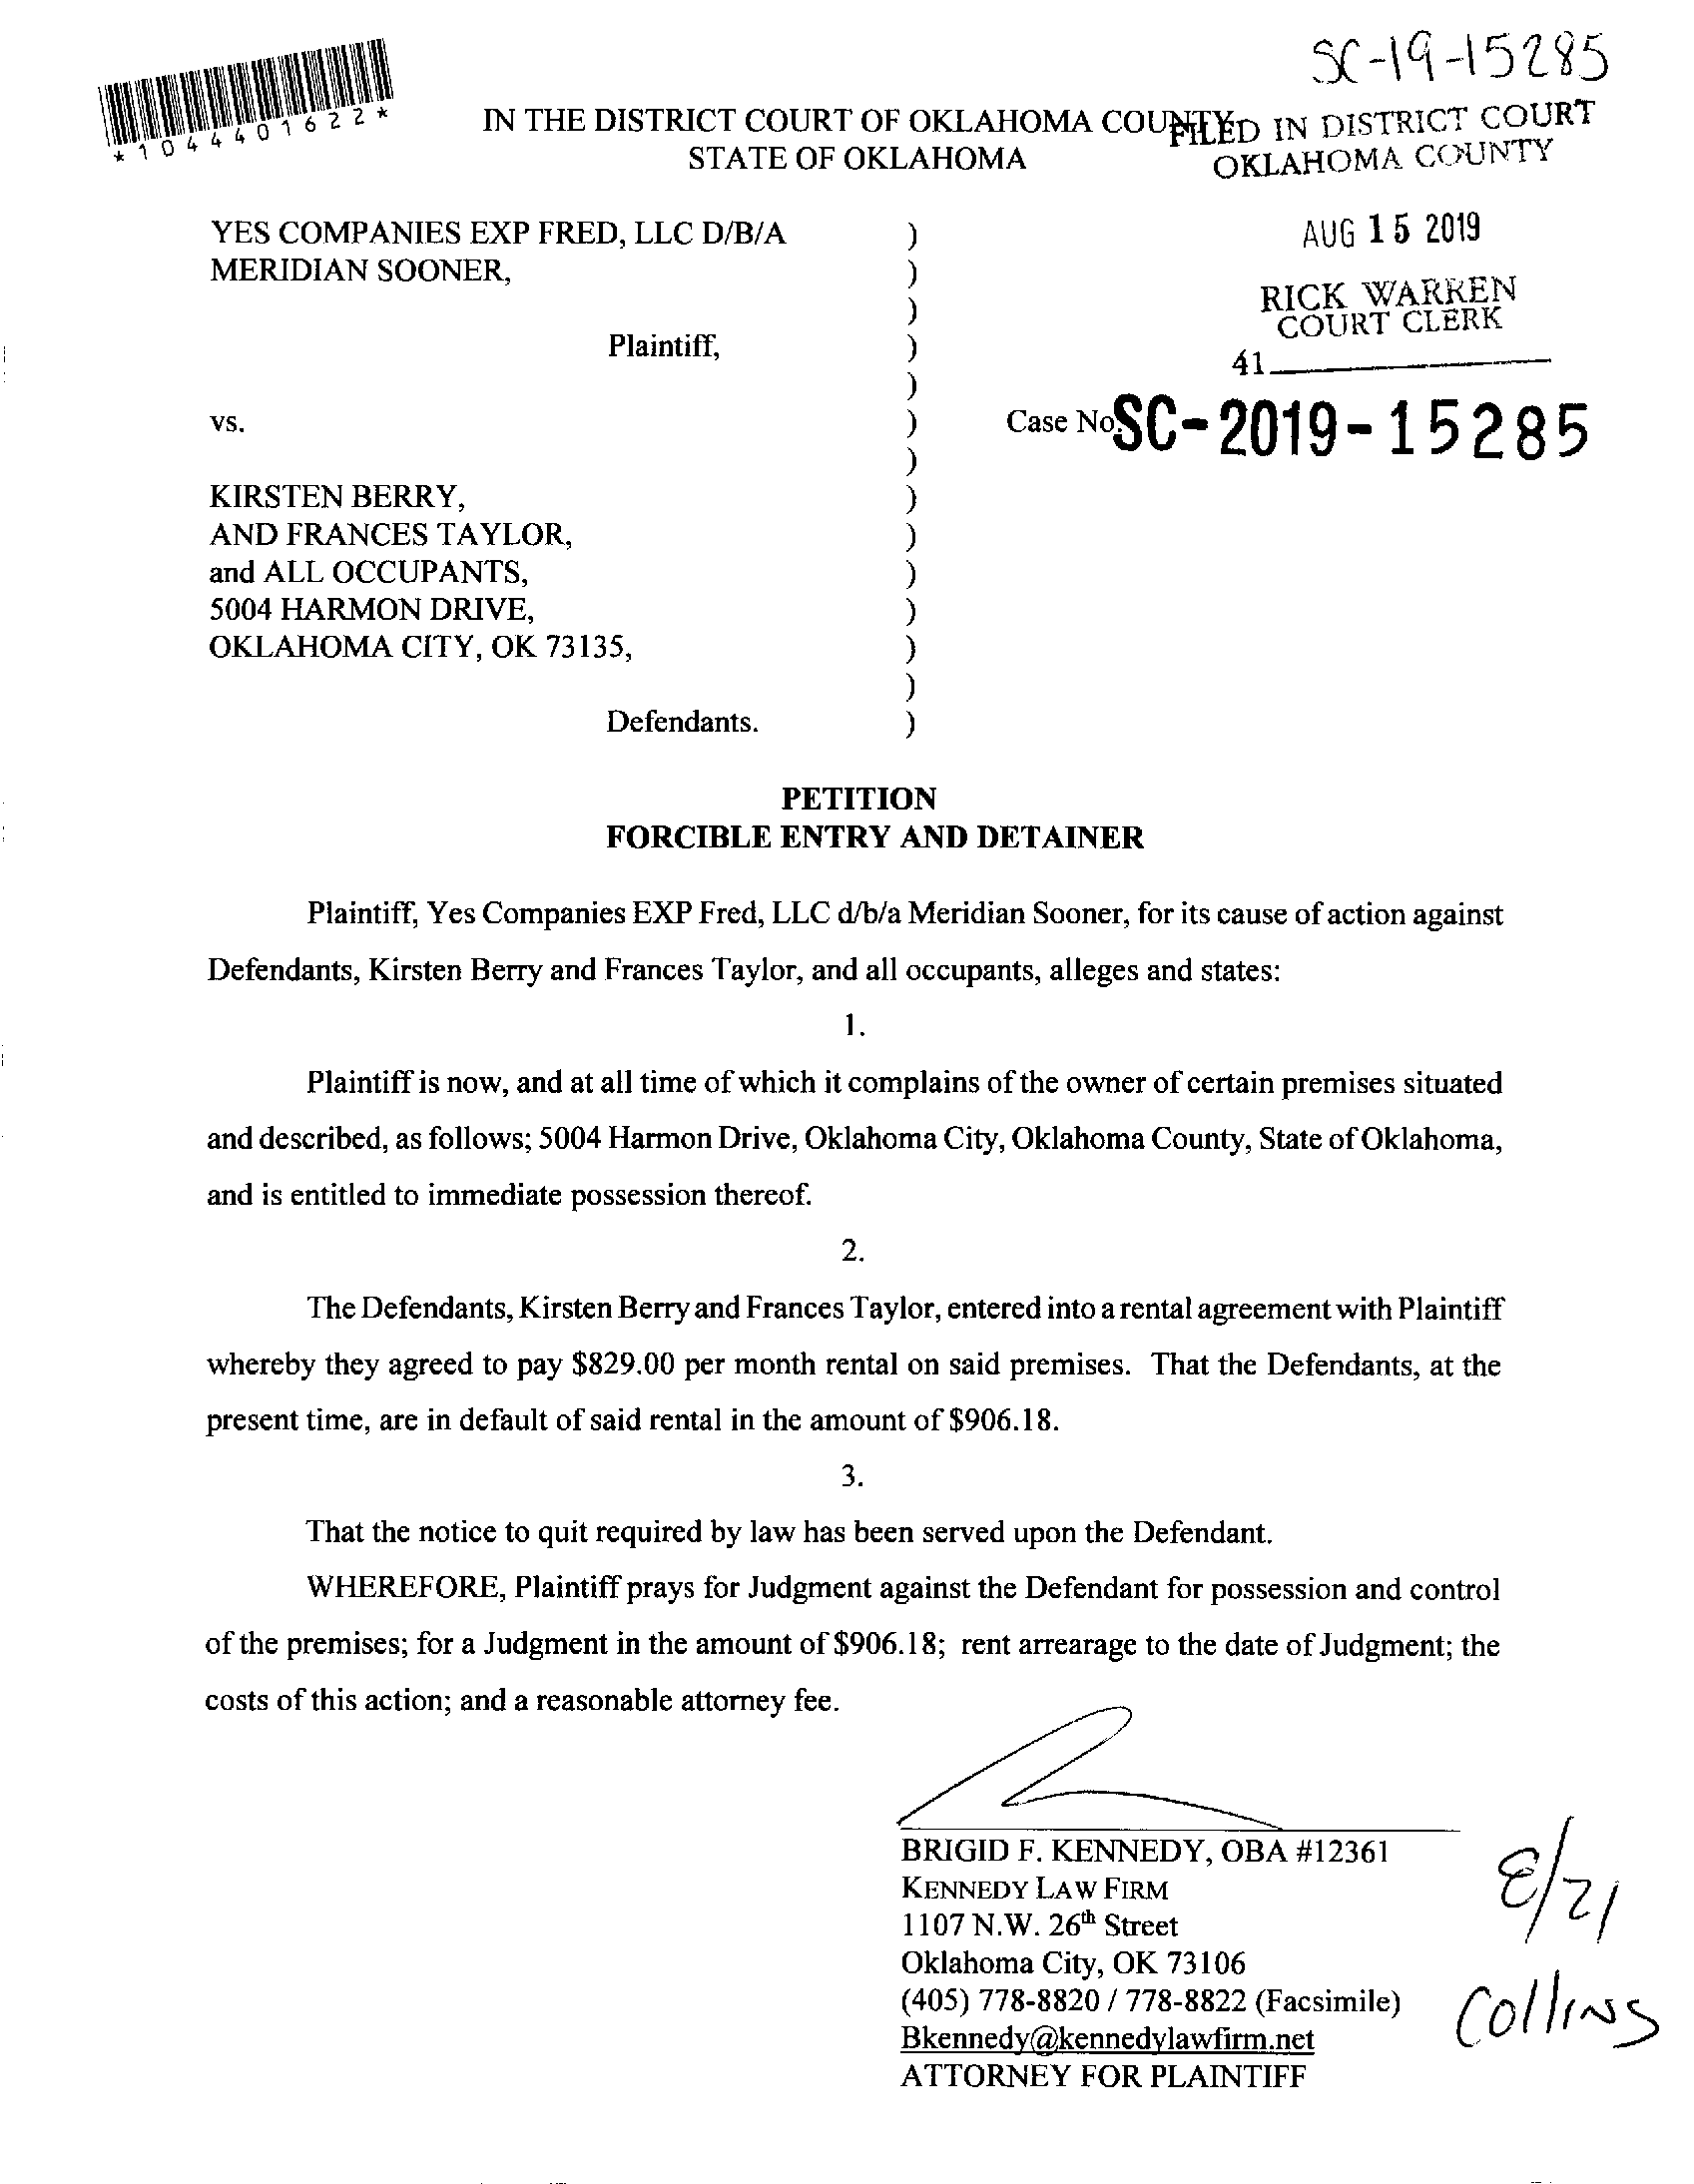 SC-19-15285
*1044401622*
IN THE DISTRICT COURT OF OKLAHOMA COUNTY
STATE OF OKLAHOMA
FILED IN DISTRICT COURT
OKLAHOMA COUNTY
AUG 15 2019
RICK WARREN
COURT CLERK
41
YES COMPANIES EXP FRED, LLC D/B/A )
MERIDIAN SOONER, )
)
Plaintiff, )
)
vs. )
Case No. SC-2019-15285
)
KIRSTEN BERRY, )
AND FRANCES TAYLOR, )
and ALL OCCUPANTS, )
5004 HARMON DRIVE, )
OKLAHOMA CITY, OK 73135, )
)
Defendants. )
PETITION
FORCIBLE ENTRY AND DETAINER
Plaintiff, Yes Companies EXP Fred, LLC d/b/a Meridian Sooner, for its cause of action against
Defendants, Kirsten Berry and Frances Taylor, and all occupants, alleges and states:
1.
Plaintiff is now, and at all time of which it complains of the owner of certain premises situated
and described, as follows; 5004 Harmon Drive, Oklahoma City, Oklahoma County, State of Oklahoma,
and is entitled to immediate possession thereof.
2.
The Defendants, Kirsten Berry and Frances Taylor, entered into a rental agreement with Plaintiff
whereby they agreed to pay $829.00 per month rental on said premises. That the Defendants, at the
present time, are in default of said rental in the amount of $906.18.
3.
That the notice to quit required by law has been served upon the Defendant.
WHEREFORE, Plaintiff prays for Judgment against the Defendant for possession and control
of the premises; for a Judgment in the amount of $906.18; rent arrearage to the date of Judgment; the
costs of this action; and a reasonable attorney fee.
BRIGID F. KENNEDY, OBA #12361
KENNEDY LAW FIRM
1107 N.W. 26th Street
Oklahoma City, OK 73106
(405) 778-8820 / 778-8822 (Facsimile)
Bkennedy@kennedylawfirm.net
ATTORNEY FOR PLAINTIFF
8/21
Collins